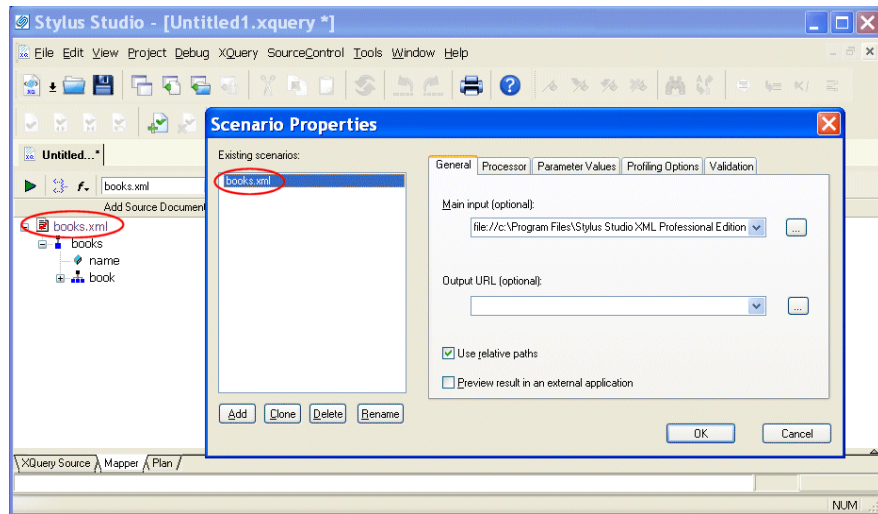 Stylus Studio - [Untitled1.xquery *]
File Edit View Project Debug XQuery SourceControl Tools Window Help
Scenario Properties
Untitled...*
books.xml
Add Source Document
books.xml
books
name
book
Existing scenarios:
books.xml
Add Clone Delete Rename
General Processor Parameter Values Profiling Options Validation
Main input (optional):
file://c:\Program Files\Stylus Studio XML Professional Edition
...
Output URL (optional):
...
Use relative paths
Preview result in an external application
OK Cancel
XQuery Source Mapper Plan
NUM